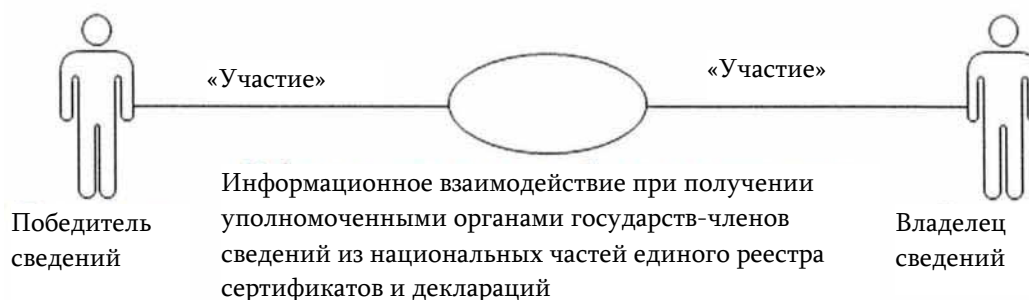 «Участие»
«Участие»
Информационное взаимодействие при получении
уполномоченными органами государств-членов
сведений из национальных частей единого реестра
сертификатов и деклараций
Победитель
сведений
Владелец
сведений